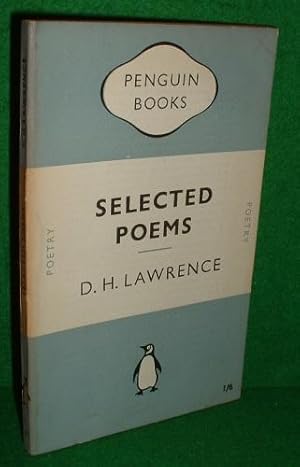 PENGUIN
BOOKS
SELECTED
POEMS
D. H. LAWRENCE
POETRY
POETRY
1/6